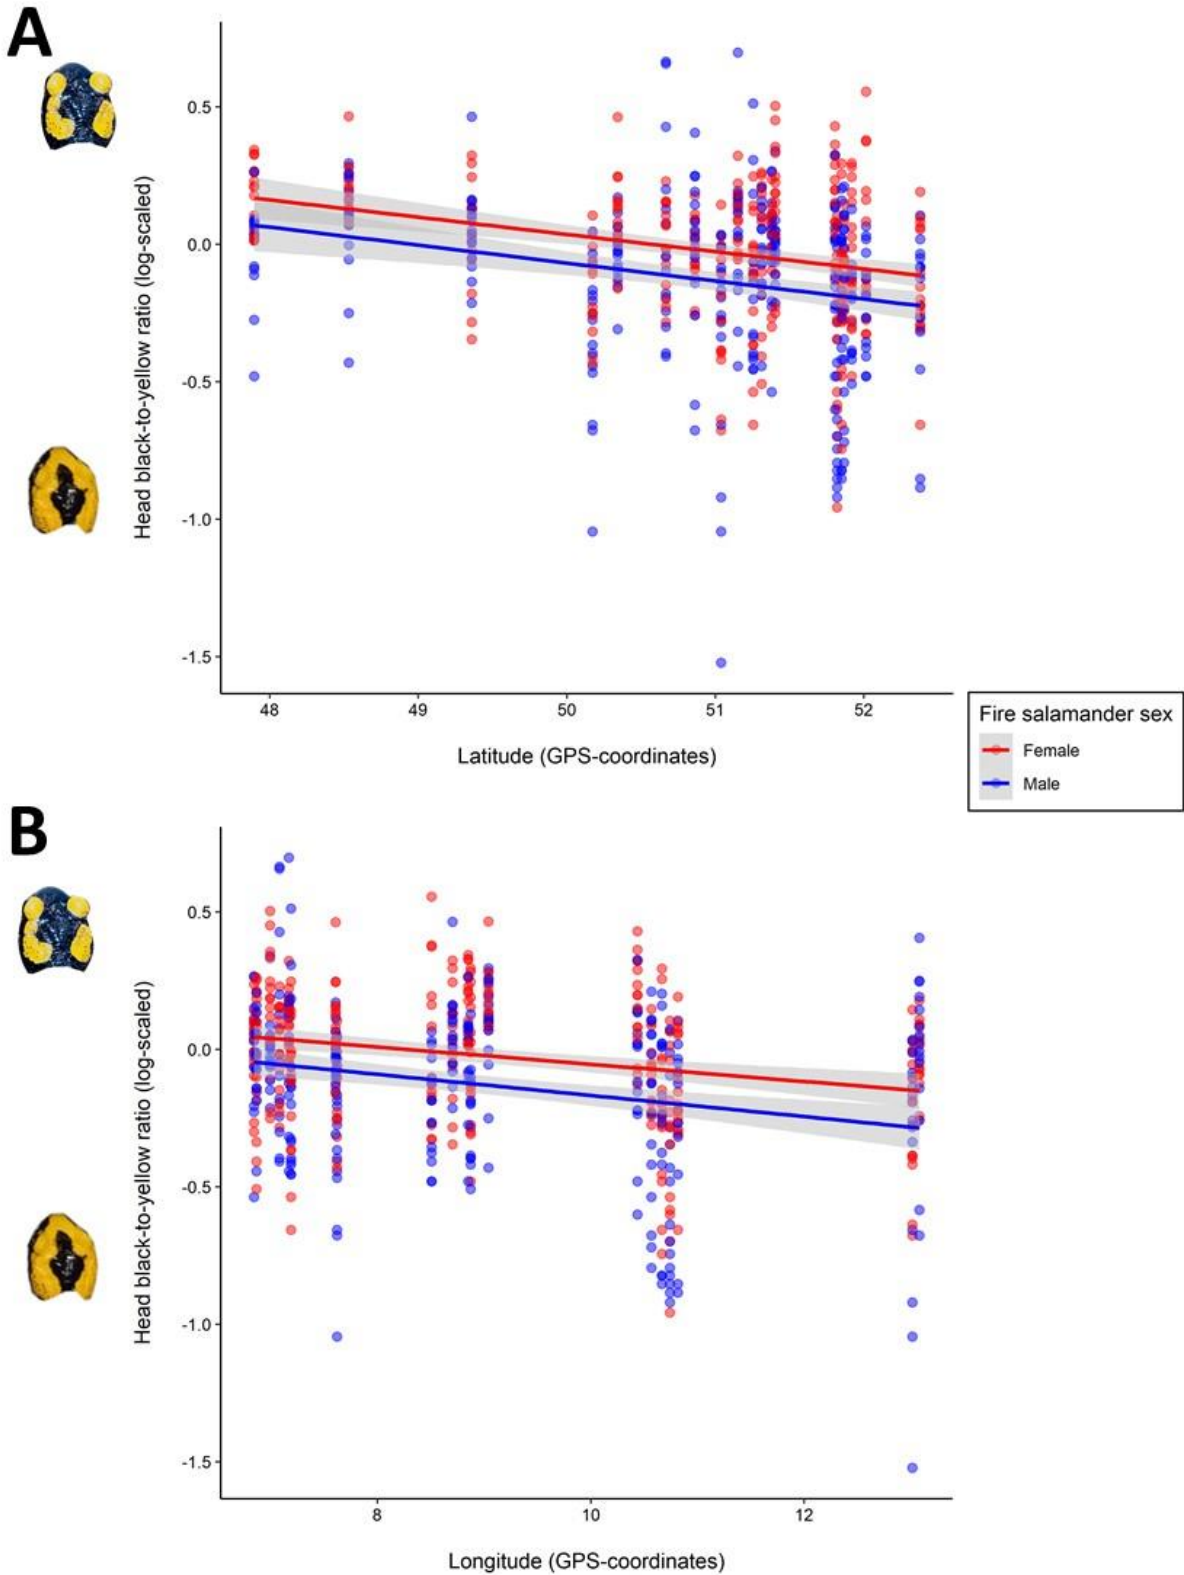 A
0.5
0.0
-0.5
-1.0
-1.5
Head black-to-yellow ratio (log-scaled)
48 49 50 51 52
Latitude (GPS-coordinates)
Fire salamander sex
Female
Male
B
0.5
0.0
-0.5
-1.0
-1.5
Head black-to-yellow ratio (log-scaled)
8 10 12
Longitude (GPS-coordinates)